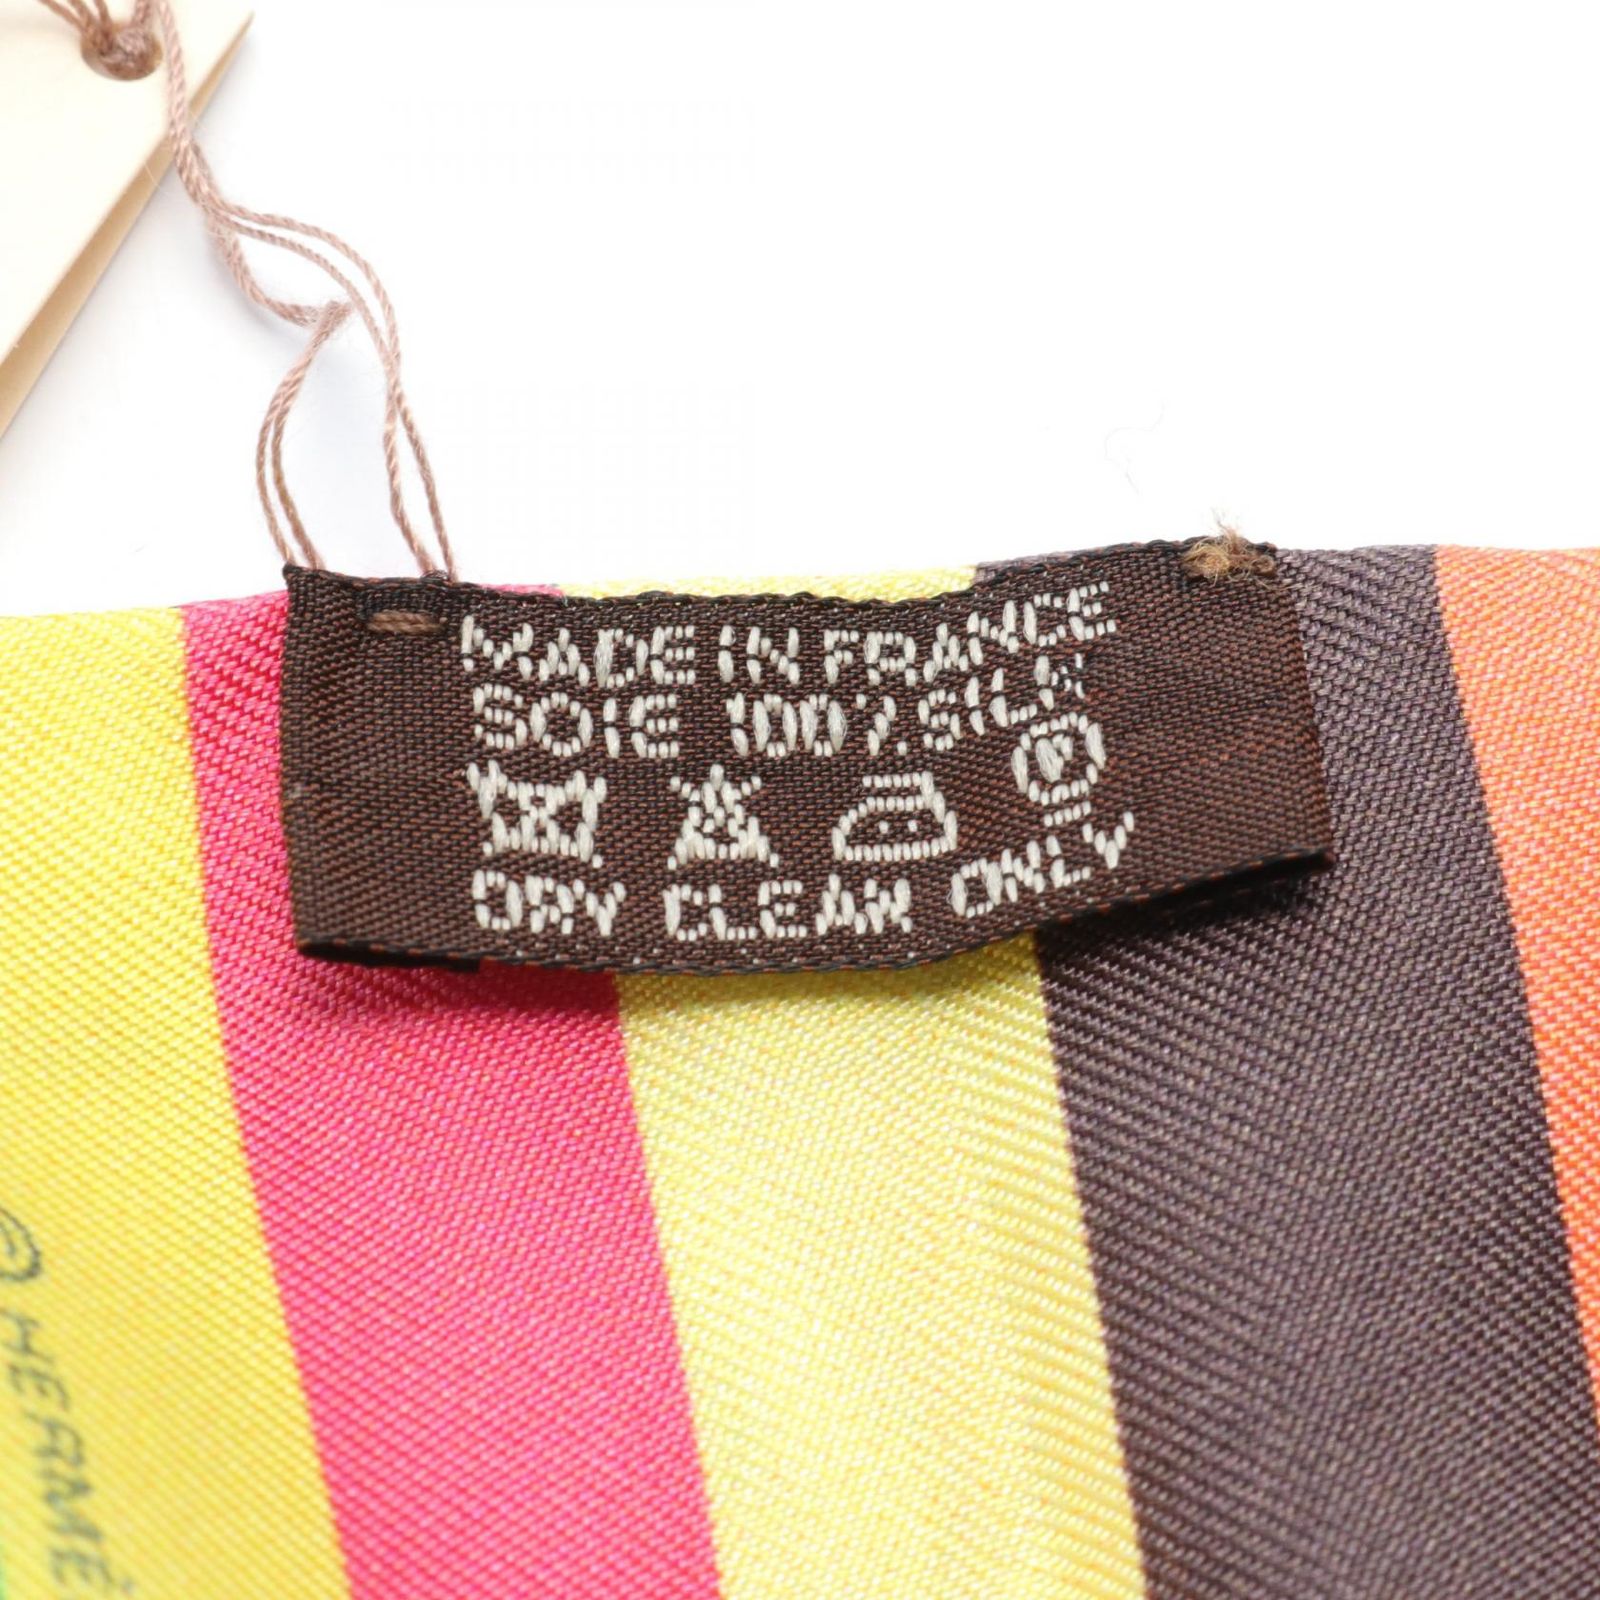 MADE IN FRANCE
SOIE 100% SILK
DRY CLEAN ONLY
© HERMÈ